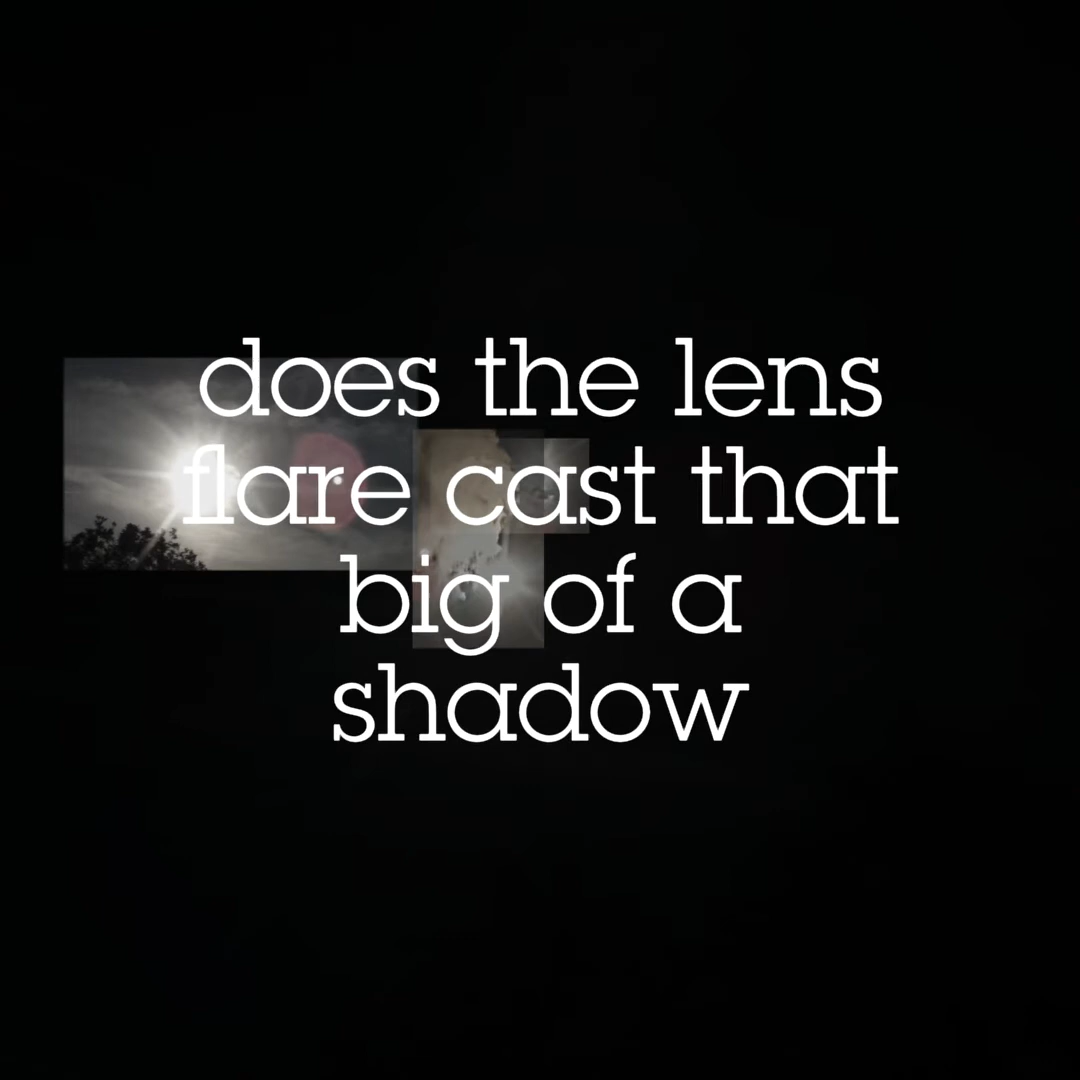 does the lens
flare cast that
big of a
shadow